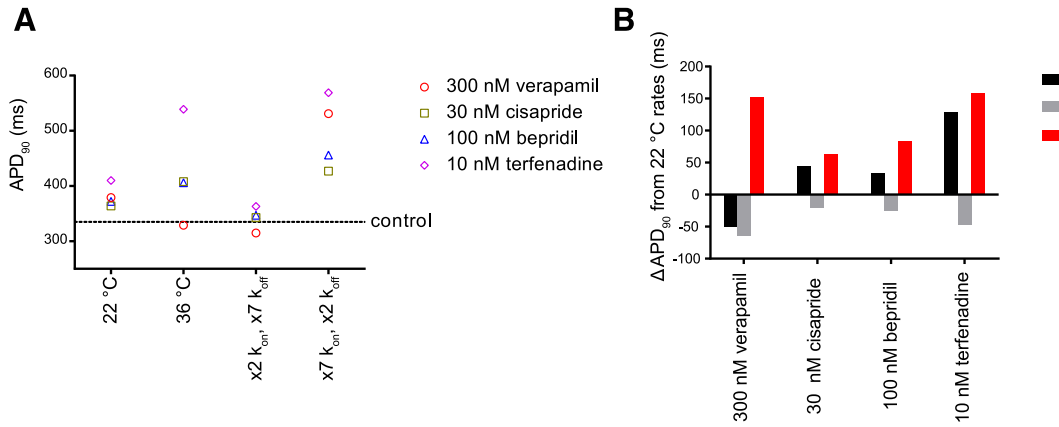 A
APD90 (ms)
600
500
400
300
control
22 °C
36 °C
x2 kon, x7 koff
x7 kon, x2 koff
300 nM verapamil
30 nM cisapride
100 nM bepridil
10 nM terfenadine
B
ΔAPD90 from 22 °C rates (ms)
200
150
100
50
0
-50
-100
300 nM verapamil
30 nM cisapride
100 nM bepridil
10 nM terfenadine